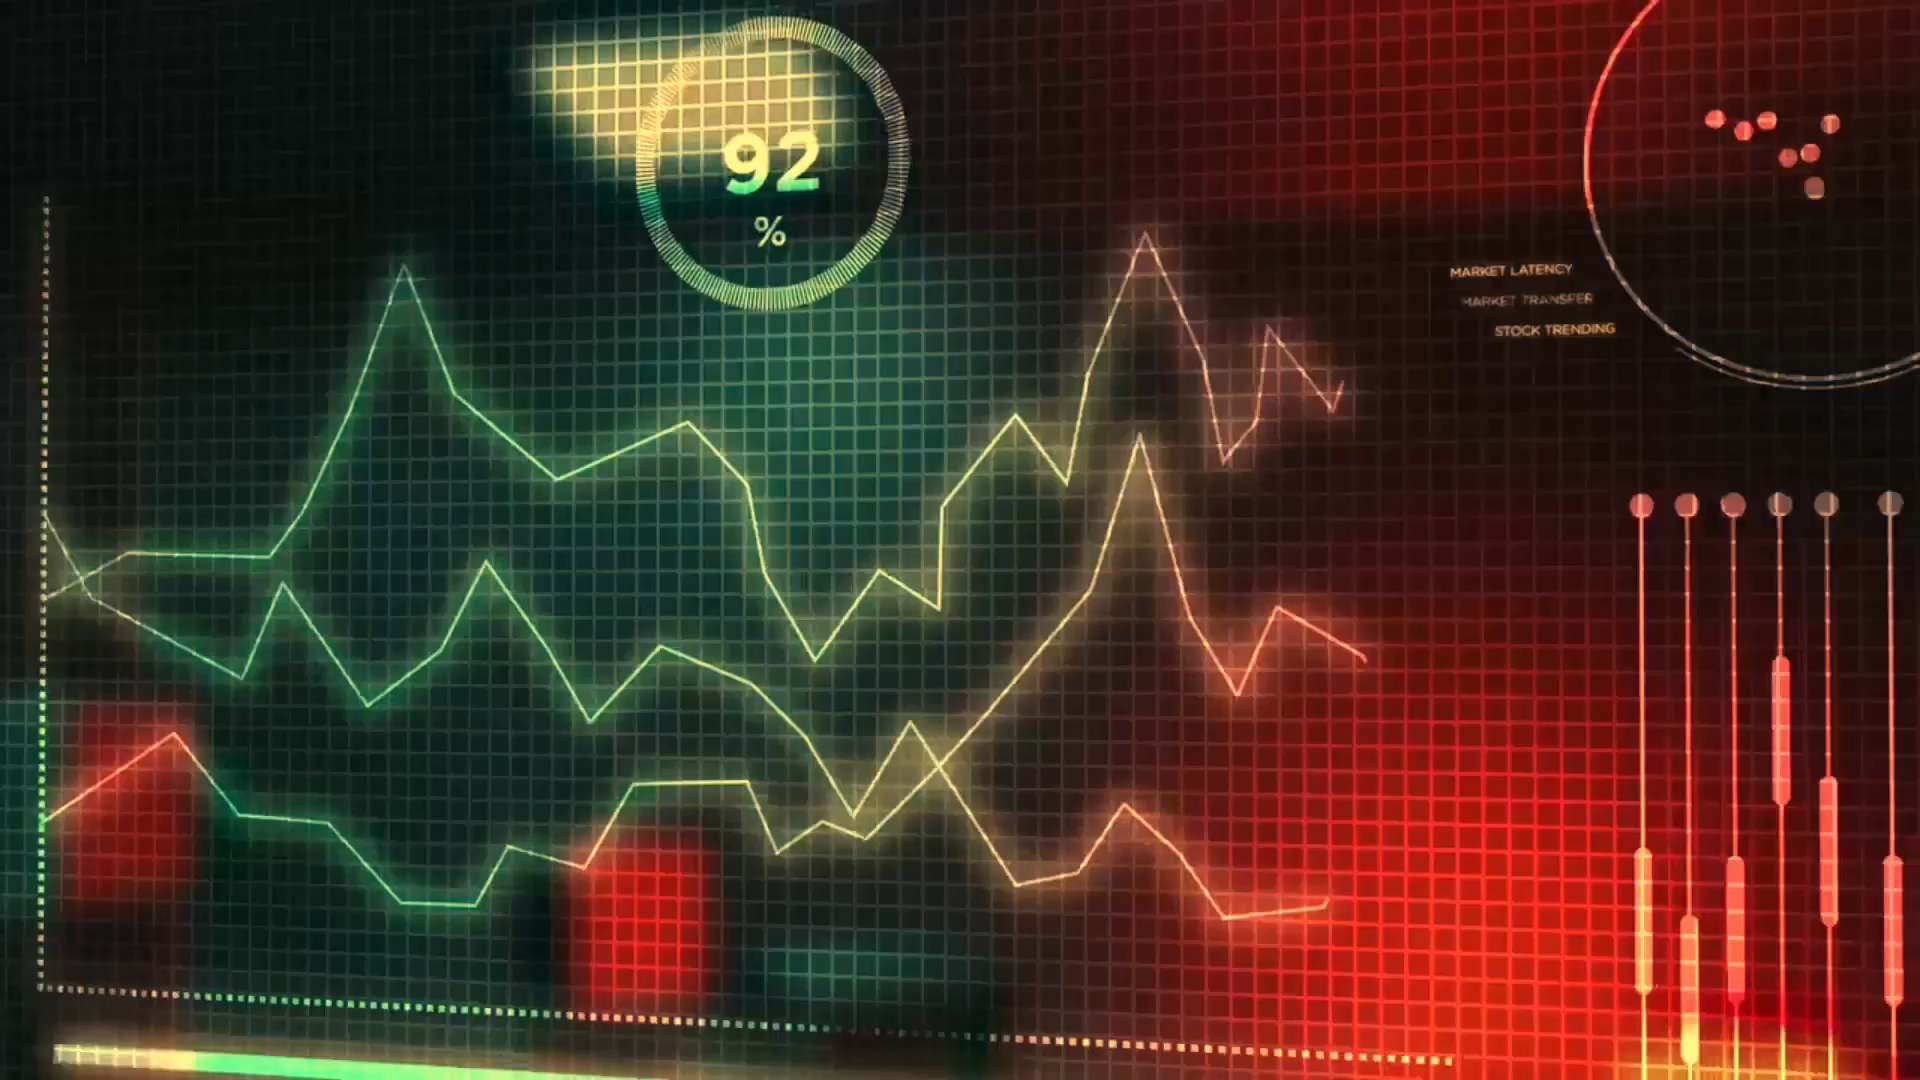 92
%
MARKET LATENCY
MARKET TRANSFER
STOCK TRENDING